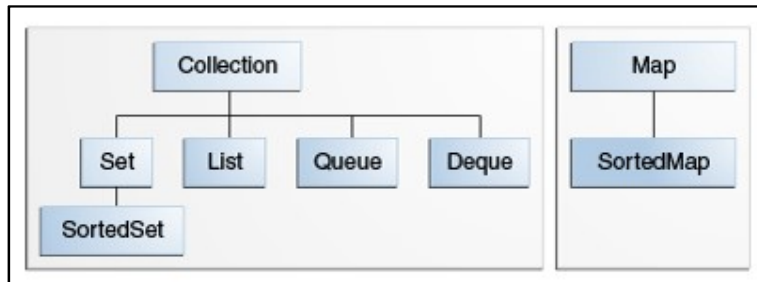 Collection
Map
Set
List
Queue
Deque
SortedMap
SortedSet